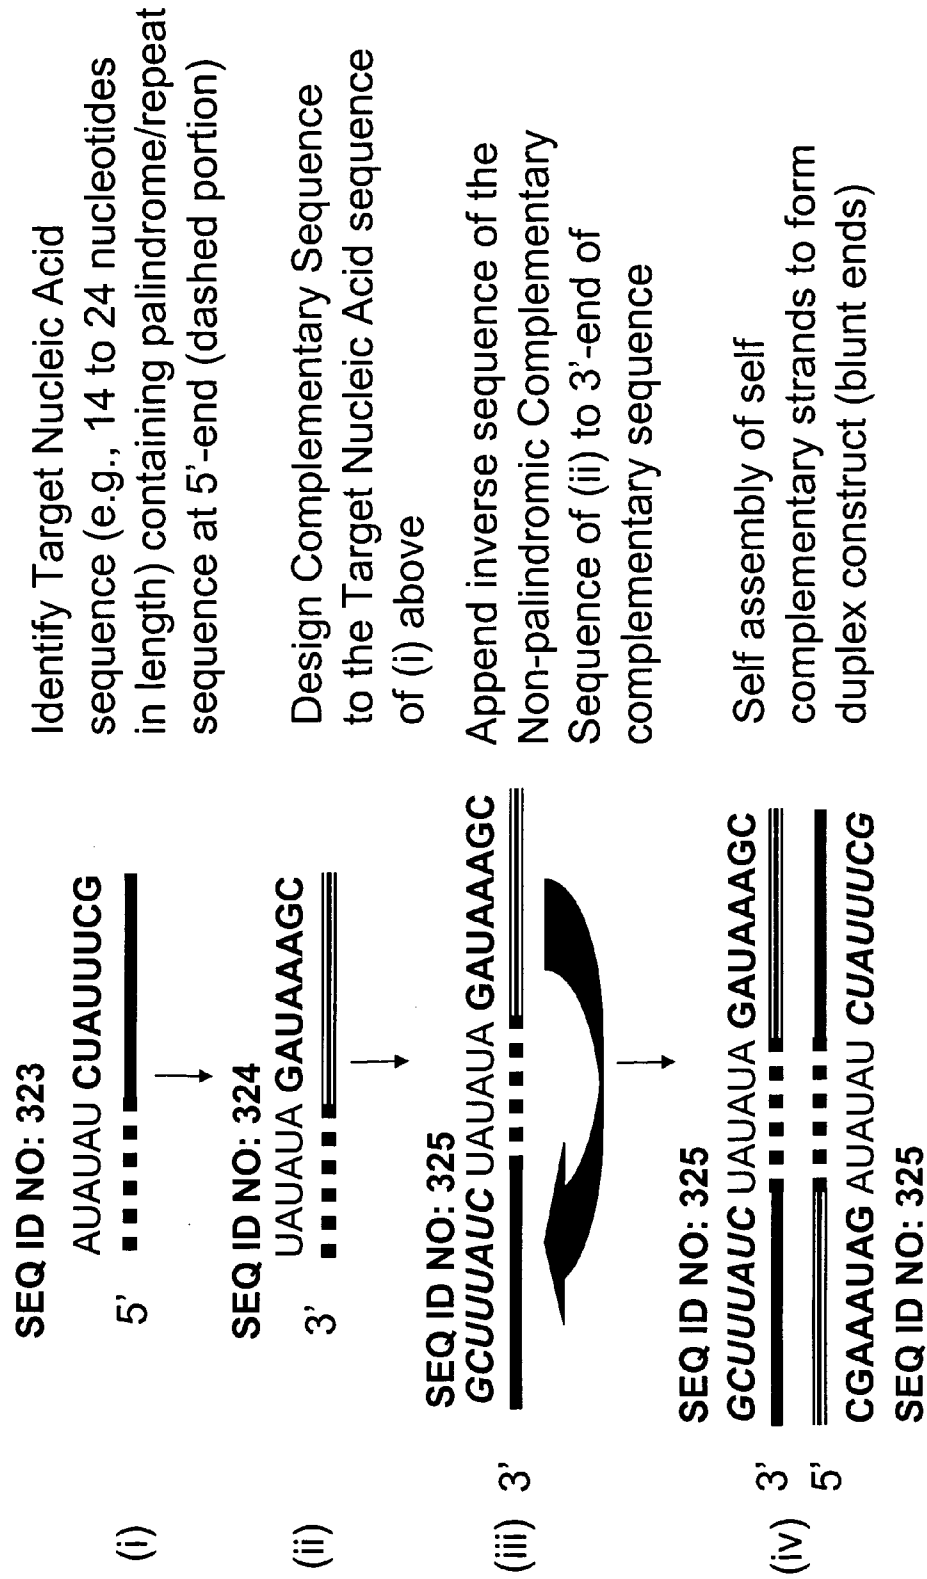 SEQ ID NO: 323
(i)
AUAUAU CUAUUUCG
5’
Identify Target Nucleic Acid
sequence (e.g., 14 to 24 nucleotides
in length) containing palindrome/repeat
sequence at 5’-end (dashed portion)
SEQ ID NO: 324
(ii)
UAUAUA GAUAAAGC
3’
Design Complementary Sequence
to the Target Nucleic Acid sequence
of (i) above
SEQ ID NO: 325
GCUUUAUC UAUAUA GAUAAAGC
(iii) 3’
Append inverse sequence of the
Non-palindromic Complementary
Sequence of (ii) to 3’-end of
complementary sequence
SEQ ID NO: 325
GCUUUAUC UAUAUA GAUAAAGC
3’
(iv)
5’
CGAAAUAG AUAUAU CUAUUUCG
SEQ ID NO: 325
Self assembly of self
complementary strands to form
duplex construct (blunt ends)